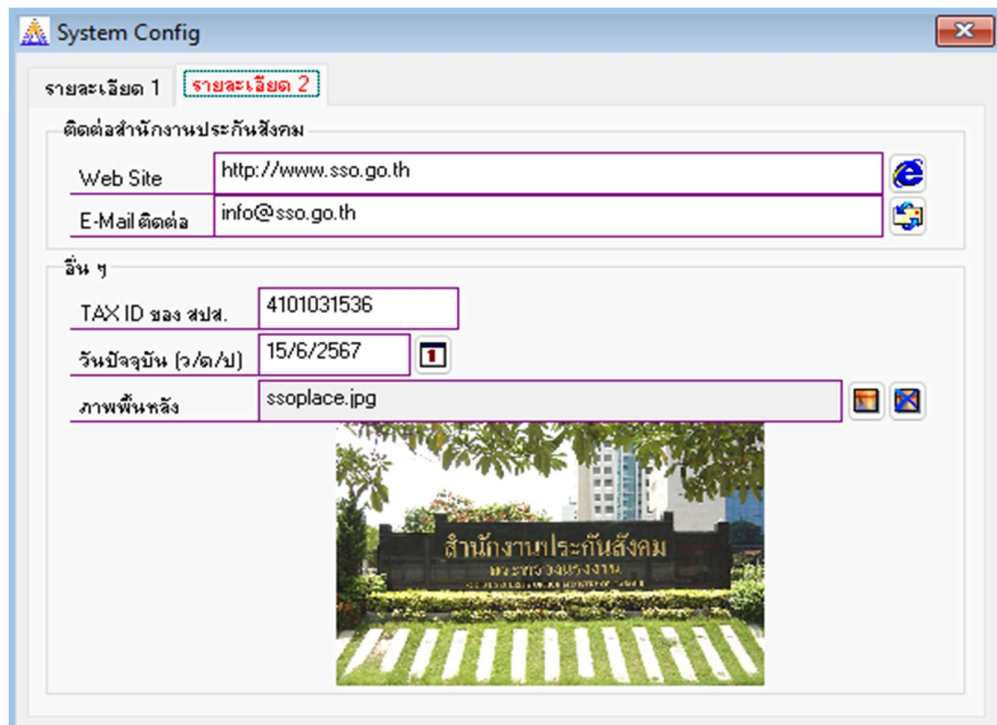 System Config
รายละเอียด 1 รายละเอียด 2
ติดต่อสำนักงานประกันสังคม
Web Site http://www.sso.go.th
E-Mail ติดต่อ info@sso.go.th
อื่น ๆ
TAX ID ของ สปส. 4101031536
วันปัจจุบัน (ว/ด/ป) 15/6/2567 1
ภาพพื้นหลัง ssoplace.jpg
สำนักงานประกันสังคม
กระทรวงแรงงาน